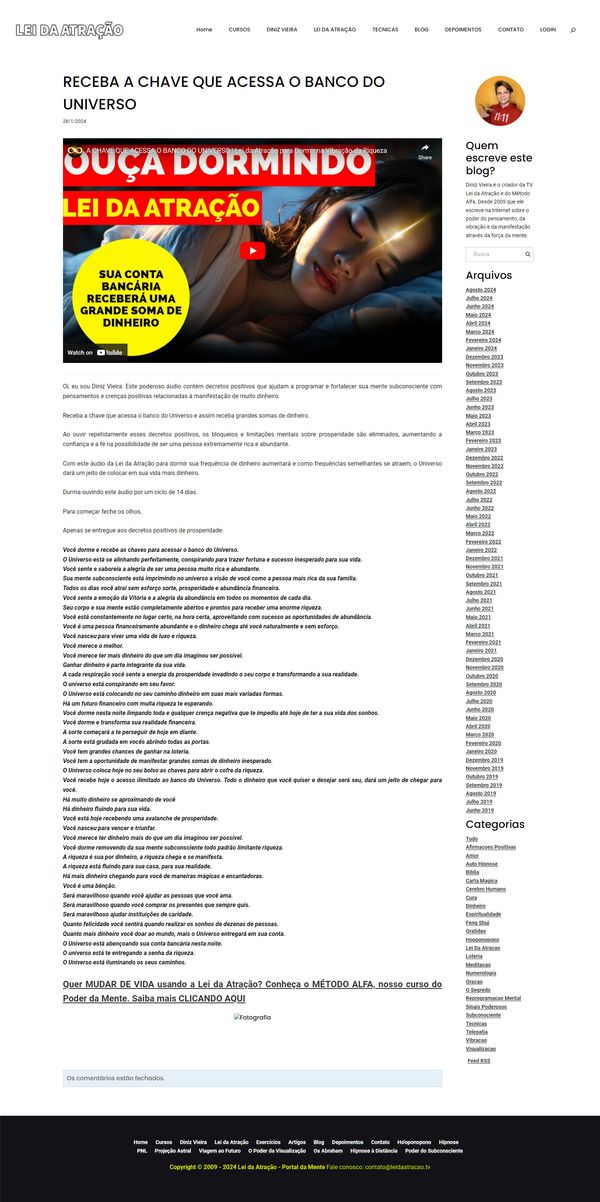 LEI DA ATRAÇÃO
Home CURSOS DINIZ VIEIRA LEI DA ATRAÇÃO TECNICAS BLOG DEPOIMENTOS CONTATO LOGIN
RECEBA A CHAVE QUE ACESSA O BANCO DO
UNIVERSO
28/1/2024
A CHAVE QUE ACESSA O BANCO DO UNIVERSO | Lei da Atração para Dormir na Vibração da Riqueza
Share
OUÇA DORMINDO
LEI DA ATRAÇÃO
SUA CONTA
BANCÁRIA
RECEBERÁ UMA
GRANDE SOMA DE
DINHEIRO
Watch on YouTube
Oi, eu sou Diniz Vieira. Este poderoso áudio contém decretos positivos que ajudam a programar e fortalecer sua mente subconsciente com
pensamentos e crenças positivas relacionadas à manifestação de muito dinheiro.
Receba a chave que acessa o banco do Universo e assim receba grandes somas de dinheiro.
Ao ouvir repetidamente esses decretos positivos, os bloqueios e limitações mentais sobre prosperidade são eliminados, aumentando a
confiança e a fé na possibilidade de ser uma pessoa extremamente rica e abundante.
Com este áudio da Lei da Atração para dormir sua frequência de dinheiro aumentará e como frequências semelhantes se atraem, o Universo
dará um jeito de colocar em sua vida mais dinheiro.
Durma ouvindo este áudio por um ciclo de 14 dias.
Para começar feche os olhos.
Apenas se entregue aos decretos positivos de prosperidade.
Você dorme e recebe as chaves para acessar o banco do Universo.
O Universo está se alinhando perfeitamente, conspirando para trazer fortuna e sucesso inesperado para sua vida.
Você sente e saboreia a alegria de ser uma pessoa muito rica e abundante.
Sua mente subconsciente está imprimindo no universo a visão de você como a pessoa mais rica da sua família.
Todos os dias você atrai sem esforço sorte, prosperidade e abundância financeira.
Você sente a emoção da Vitória e a alegria da abundância em todos os momentos de cada dia.
Seu corpo e sua mente estão completamente abertos e prontos para receber uma enorme riqueza.
Você está constantemente no lugar certo, na hora certa, aproveitando com sucesso as oportunidades de abundância.
Você é uma pessoa financeiramente abundante e o dinheiro chega até você naturalmente e sem esforço.
Você nasceu para viver uma vida de luxo e riqueza.
Você merece o melhor.
Você merece ter mais dinheiro do que um dia imaginou ser possível.
Ganhar dinheiro é parte integrante da sua vida.
A cada respiração você sente a energia da prosperidade invadindo o seu corpo e transformando a sua realidade.
O universo está conspirando em seu favor.
O Universo está colocando no seu caminho dinheiro em suas mais variadas formas.
Há um futuro financeiro com muita riqueza te esperando.
Você dorme nesta noite limpando toda e qualquer crença negativa que te impediu até hoje de ter a sua vida dos sonhos.
Você dorme e transforma sua realidade financeira.
A sorte começará a te perseguir de hoje em diante.
A sorte está grudada em vocês abrindo todas as portas.
Você tem grandes chances de ganhar na loteria.
Você tem a oportunidade de manifestar grandes somas de dinheiro inesperado.
O Universo coloca hoje no seu bolso as chaves para abrir o cofre da riqueza.
Você recebe hoje o acesso ilimitado ao banco do Universo. Todo o dinheiro que você quiser e desejar será seu, dará um jeito de chegar para
você.
Há muito dinheiro se aproximando de você
Há dinheiro fluindo para sua vida.
Você está hoje recebendo uma avalanche de prosperidade.
Você nasceu para vencer e triunfar.
Você merece ter dinheiro mais do que um dia imaginou ser possível.
Você dorme removendo da sua mente subconsciente todo padrão limitante riqueza.
A riqueza é sua por dinheiro, a riqueza chega e se manifesta.
A riqueza está fluindo para sua casa, para sua realidade.
Há mais dinheiro chegando para você de maneiras mágicas e encantadoras.
Você é uma bênção.
Será maravilhoso quando você ajudar as pessoas que você ama.
Será maravilhoso quando você comprar os presentes que sempre quis.
Será maravilhoso ajudar instituições de caridade.
Quanto felicidade você sentirá quando realizar os sonhos de dezenas de pessoas.
Quanto mais dinheiro você doar ao mundo, mais o Universo entregará em sua conta.
O Universo está abençoando sua conta bancária nesta noite.
O universo está te entregando a senha da riqueza.
O Universo está iluminando os seus caminhos.
Quer MUDAR DE VIDA usando a Lei da Atração? Conheça o MÉTODO ALFA, nosso curso do
Poder da Mente. Saiba mais CLICANDO AQUI
Fotografia
Os comentários estão fechados.
11:11
Quem
escreve este
blog?
Diniz Vieira é o criador da TV
Lei da Atração e do Método
Alfa. Desde 2009 que ele
escreve na Internet sobre o
poder do pensamento, da
vibração e da manifestação
através da força da mente.
Busca
Arquivos
Agosto 2024
Julho 2024
Junho 2024
Maio 2024
Abril 2024
Março 2024
Fevereiro 2024
Janeiro 2024
Dezembro 2023
Novembro 2023
Outubro 2023
Setembro 2023
Agosto 2023
Julho 2023
Junho 2023
Maio 2023
Abril 2023
Março 2023
Fevereiro 2023
Janeiro 2023
Dezembro 2022
Novembro 2022
Outubro 2022
Setembro 2022
Agosto 2022
Julho 2022
Junho 2022
Maio 2022
Abril 2022
Março 2022
Fevereiro 2022
Janeiro 2022
Dezembro 2021
Novembro 2021
Outubro 2021
Setembro 2021
Agosto 2021
Julho 2021
Junho 2021
Maio 2021
Abril 2021
Março 2021
Janeiro 2021
Dezembro 2020
Novembro 2020
Outubro 2020
Setembro 2020
Agosto 2020
Julho 2020
Junho 2020
Maio 2020
Abril 2020
Março 2020
Fevereiro 2020
Janeiro 2020
Dezembro 2019
Novembro 2019
Outubro 2019
Setembro 2019
Agosto 2019
Julho 2019
Junho 2019
Categorias
Tudo
Afirmacoes Positivas
Amor
Auto Hipnose
Biblia
Carta Magica
Cerebro Humano
Cura
Dinheiro
Espiritualidade
Feng Shui
Gratidao
Hooponopono
Lei Da Atracao
Loteria
Meditacao
Numerologia
Oracao
O Segredo
Reprogramacao Mental
Sinais Poderosos
Subconsciente
Tecnicas
Telepatia
Vibracao
Visualizacao
Feed RSS
Home Cursos Diniz Vieira Lei da Atração Exercícios Artigos Blog Depoimentos Contato Ho'oponopono Hipnose
PNL Projeção Astral Viagem ao Futuro O Poder da Visualização Os Abraham Hipnose à Distância Poder do Subconsciente
Copyright © 2009 - 2024 Lei da Atração - Portal da Mente Fale conosco: contato@leidaatracao.tv